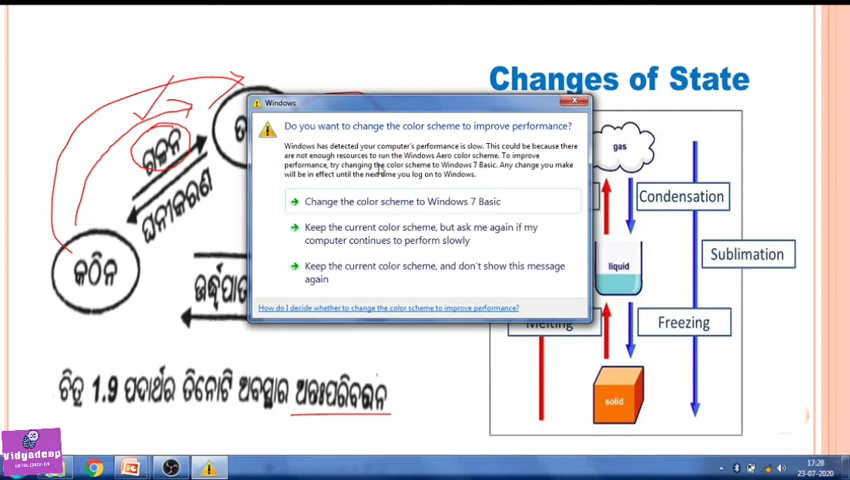 Changes of State
ଗଳନ
ଘନୀକରଣ
କଠିନ
ଚିତ୍ର 1.9 ପଦାର୍ଥର ତିନୋଟି ଅବସ୍ଥାର ଅନ୍ତଃପରିବର୍ତ୍ତନ
Windows
Do you want to change the color scheme to improve performance?
Windows has detected your computer's performance is slow. This could be because there
are not enough resources to run the Windows Aero color scheme. To improve
performance, try changing the color scheme to Windows 7 Basic. Any change you make
will be in effect until the next time you log on to Windows.
Change the color scheme to Windows 7 Basic
Keep the current color scheme, but ask me again if my
computer continues to perform slowly
Keep the current color scheme, and don't show this message
again
How do I decide whether to change the color scheme to improve performance?
gas
Condensation
liquid
Sublimation
Melting
Freezing
solid
Vidyadeep
17:28
23-07-2020